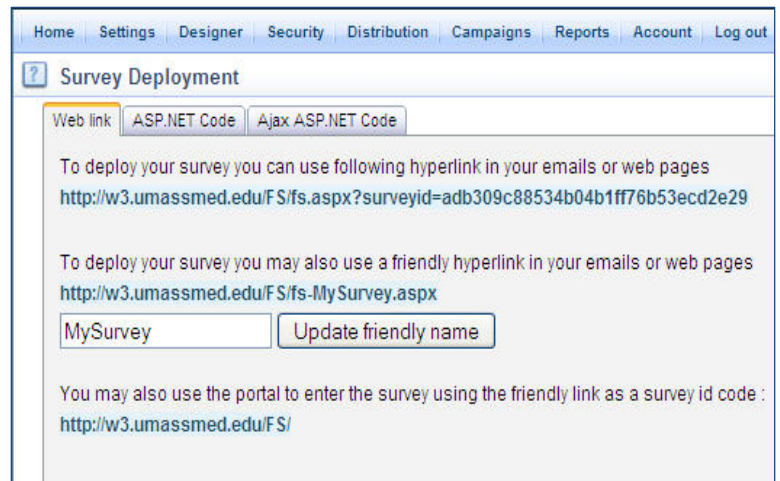 Home Settings Designer Security Distribution Campaigns Reports Account Log out
? Survey Deployment
Web link ASP.NET Code Ajax ASP.NET Code
To deploy your survey you can use following hyperlink in your emails or web pages
http://w3.umassmed.edu/FS/fs.aspx?surveyid=adb309c88534b04b1ff76b53ecd2e29
To deploy your survey you may also use a friendly hyperlink in your emails or web pages
http://w3.umassmed.edu/FS/fs-MySurvey.aspx
MySurvey Update friendly name
You may also use the portal to enter the survey using the friendly link as a survey id code :
http://w3.umassmed.edu/FS/